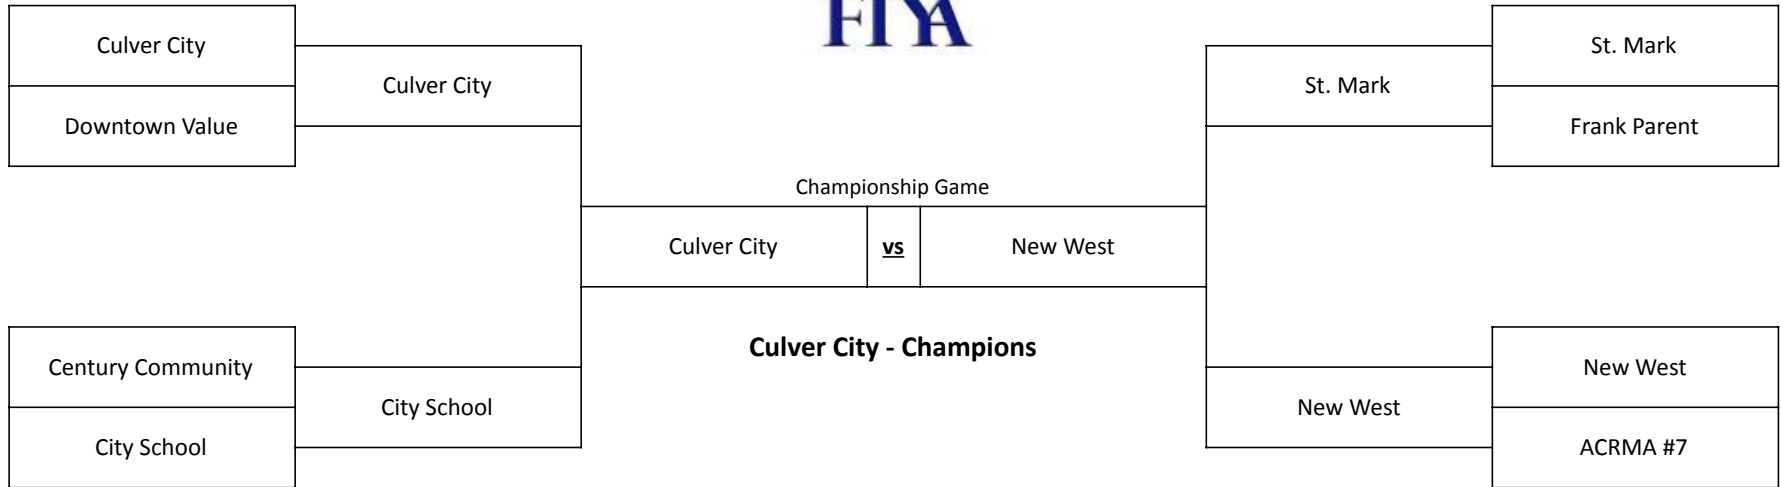 FIYA
Culver City
St. Mark
Culver City
St. Mark
Downtown Value
Frank Parent
Championship Game
Culver City
vs
New West
Culver City - Champions
Century Community
New West
City School
New West
City School
ACRMA #7